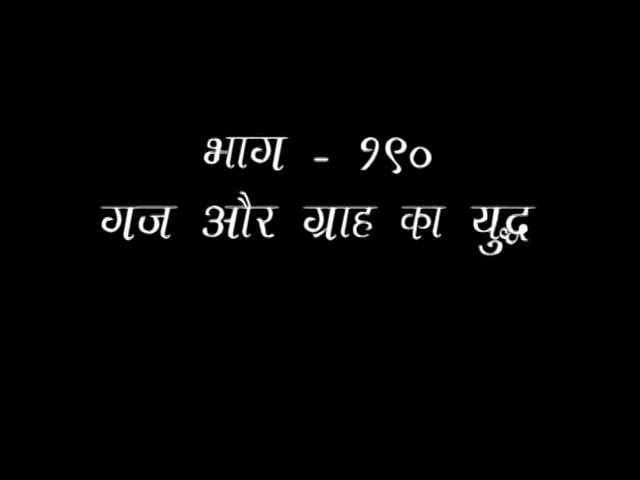 भाग - १९०
गज और ग्राह का युद्ध